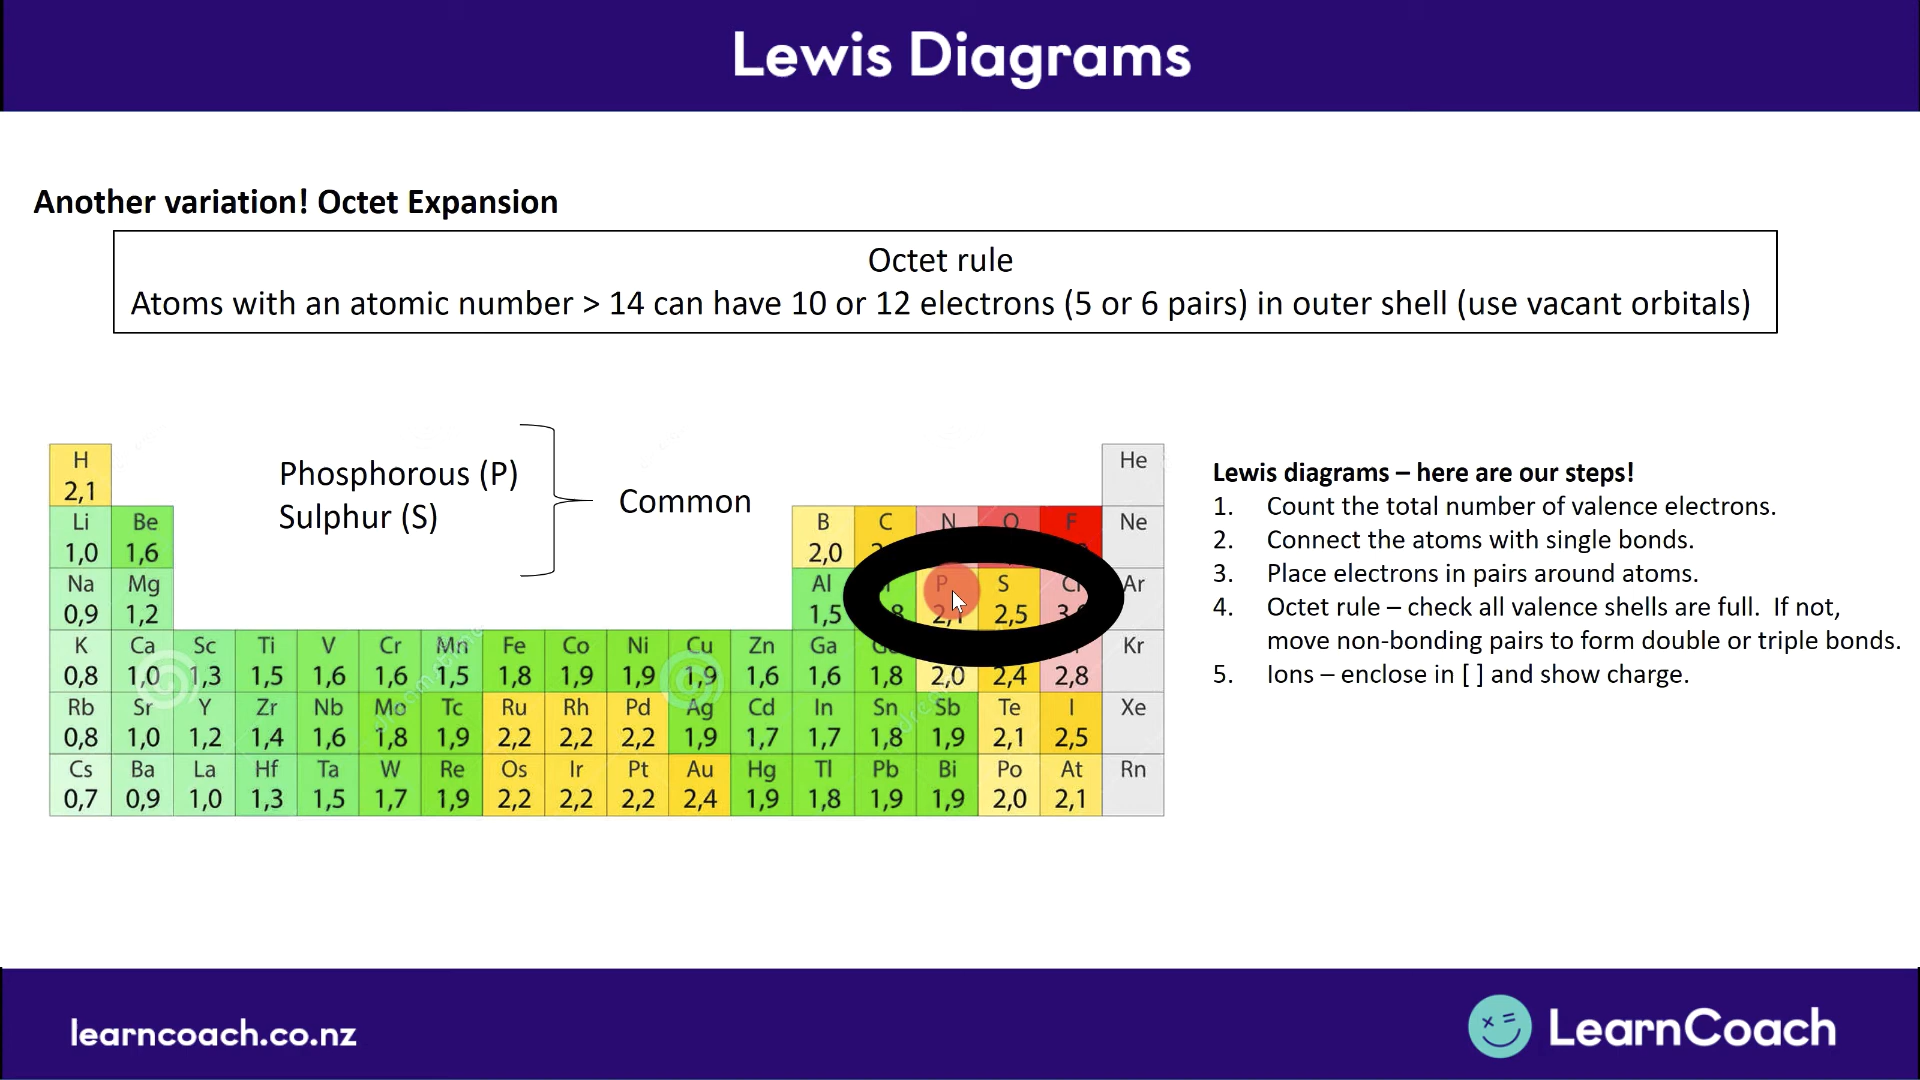 Lewis Diagrams
Another variation! Octet Expansion
Octet rule
Atoms with an atomic number > 14 can have 10 or 12 electrons (5 or 6 pairs) in outer shell (use vacant orbitals)
Phosphorous (P)
Sulphur (S)
Common
H He
2,1
Li Be B C N O F Ne
1,0 1,6 2,0
Na Mg Al P S Cl Ar
0,9 1,2 1,5 2,1 2,5
K Ca Sc Ti V Cr Mn Fe Co Ni Cu Zn Ga Kr
0,8 1,0 1,3 1,5 1,6 1,6 1,5 1,8 1,9 1,9 1,9 1,6 1,6 1,8 2,0 2,4 2,8
Rb Sr Y Zr Nb Mo Tc Ru Rh Pd Ag Cd In Sn Sb Te I Xe
0,8 1,0 1,2 1,4 1,6 1,8 1,9 2,2 2,2 2,2 1,9 1,7 1,7 1,8 1,9 2,1 2,5
Cs Ba La Hf Ta W Re Os Ir Pt Au Hg Tl Pb Bi Po At Rn
0,7 0,9 1,0 1,3 1,5 1,7 1,9 2,2 2,2 2,2 2,4 1,9 1,8 1,9 1,9 2,0 2,1
Lewis diagrams – here are our steps!
1. Count the total number of valence electrons.
2. Connect the atoms with single bonds.
3. Place electrons in pairs around atoms.
4. Octet rule – check all valence shells are full. If not,
move non-bonding pairs to form double or triple bonds.
5. Ions – enclose in [ ] and show charge.
learncoach.co.nz
LearnCoach